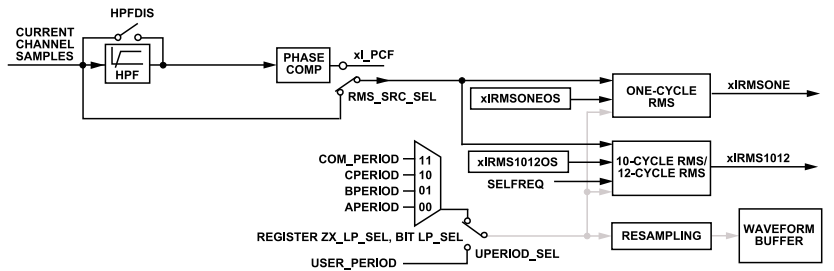 HPFDIS
CURRENT
CHANNEL
SAMPLES
HPF
PHASE
COMP
xI_PCF
RMS_SRC_SEL
xIRMSONEOS
ONE-CYCLE
RMS
xIRMSONE
xIRMS1012OS
SELFREQ
10-CYCLE RMS/
12-CYCLE RMS
xIRMS1012
COM_PERIOD 11
CPERIOD 10
BPERIOD 01
APERIOD 00
REGISTER ZX_LP_SEL, BIT LP_SEL
UPERIOD_SEL
USER_PERIOD
RESAMPLING
WAVEFORM
BUFFER